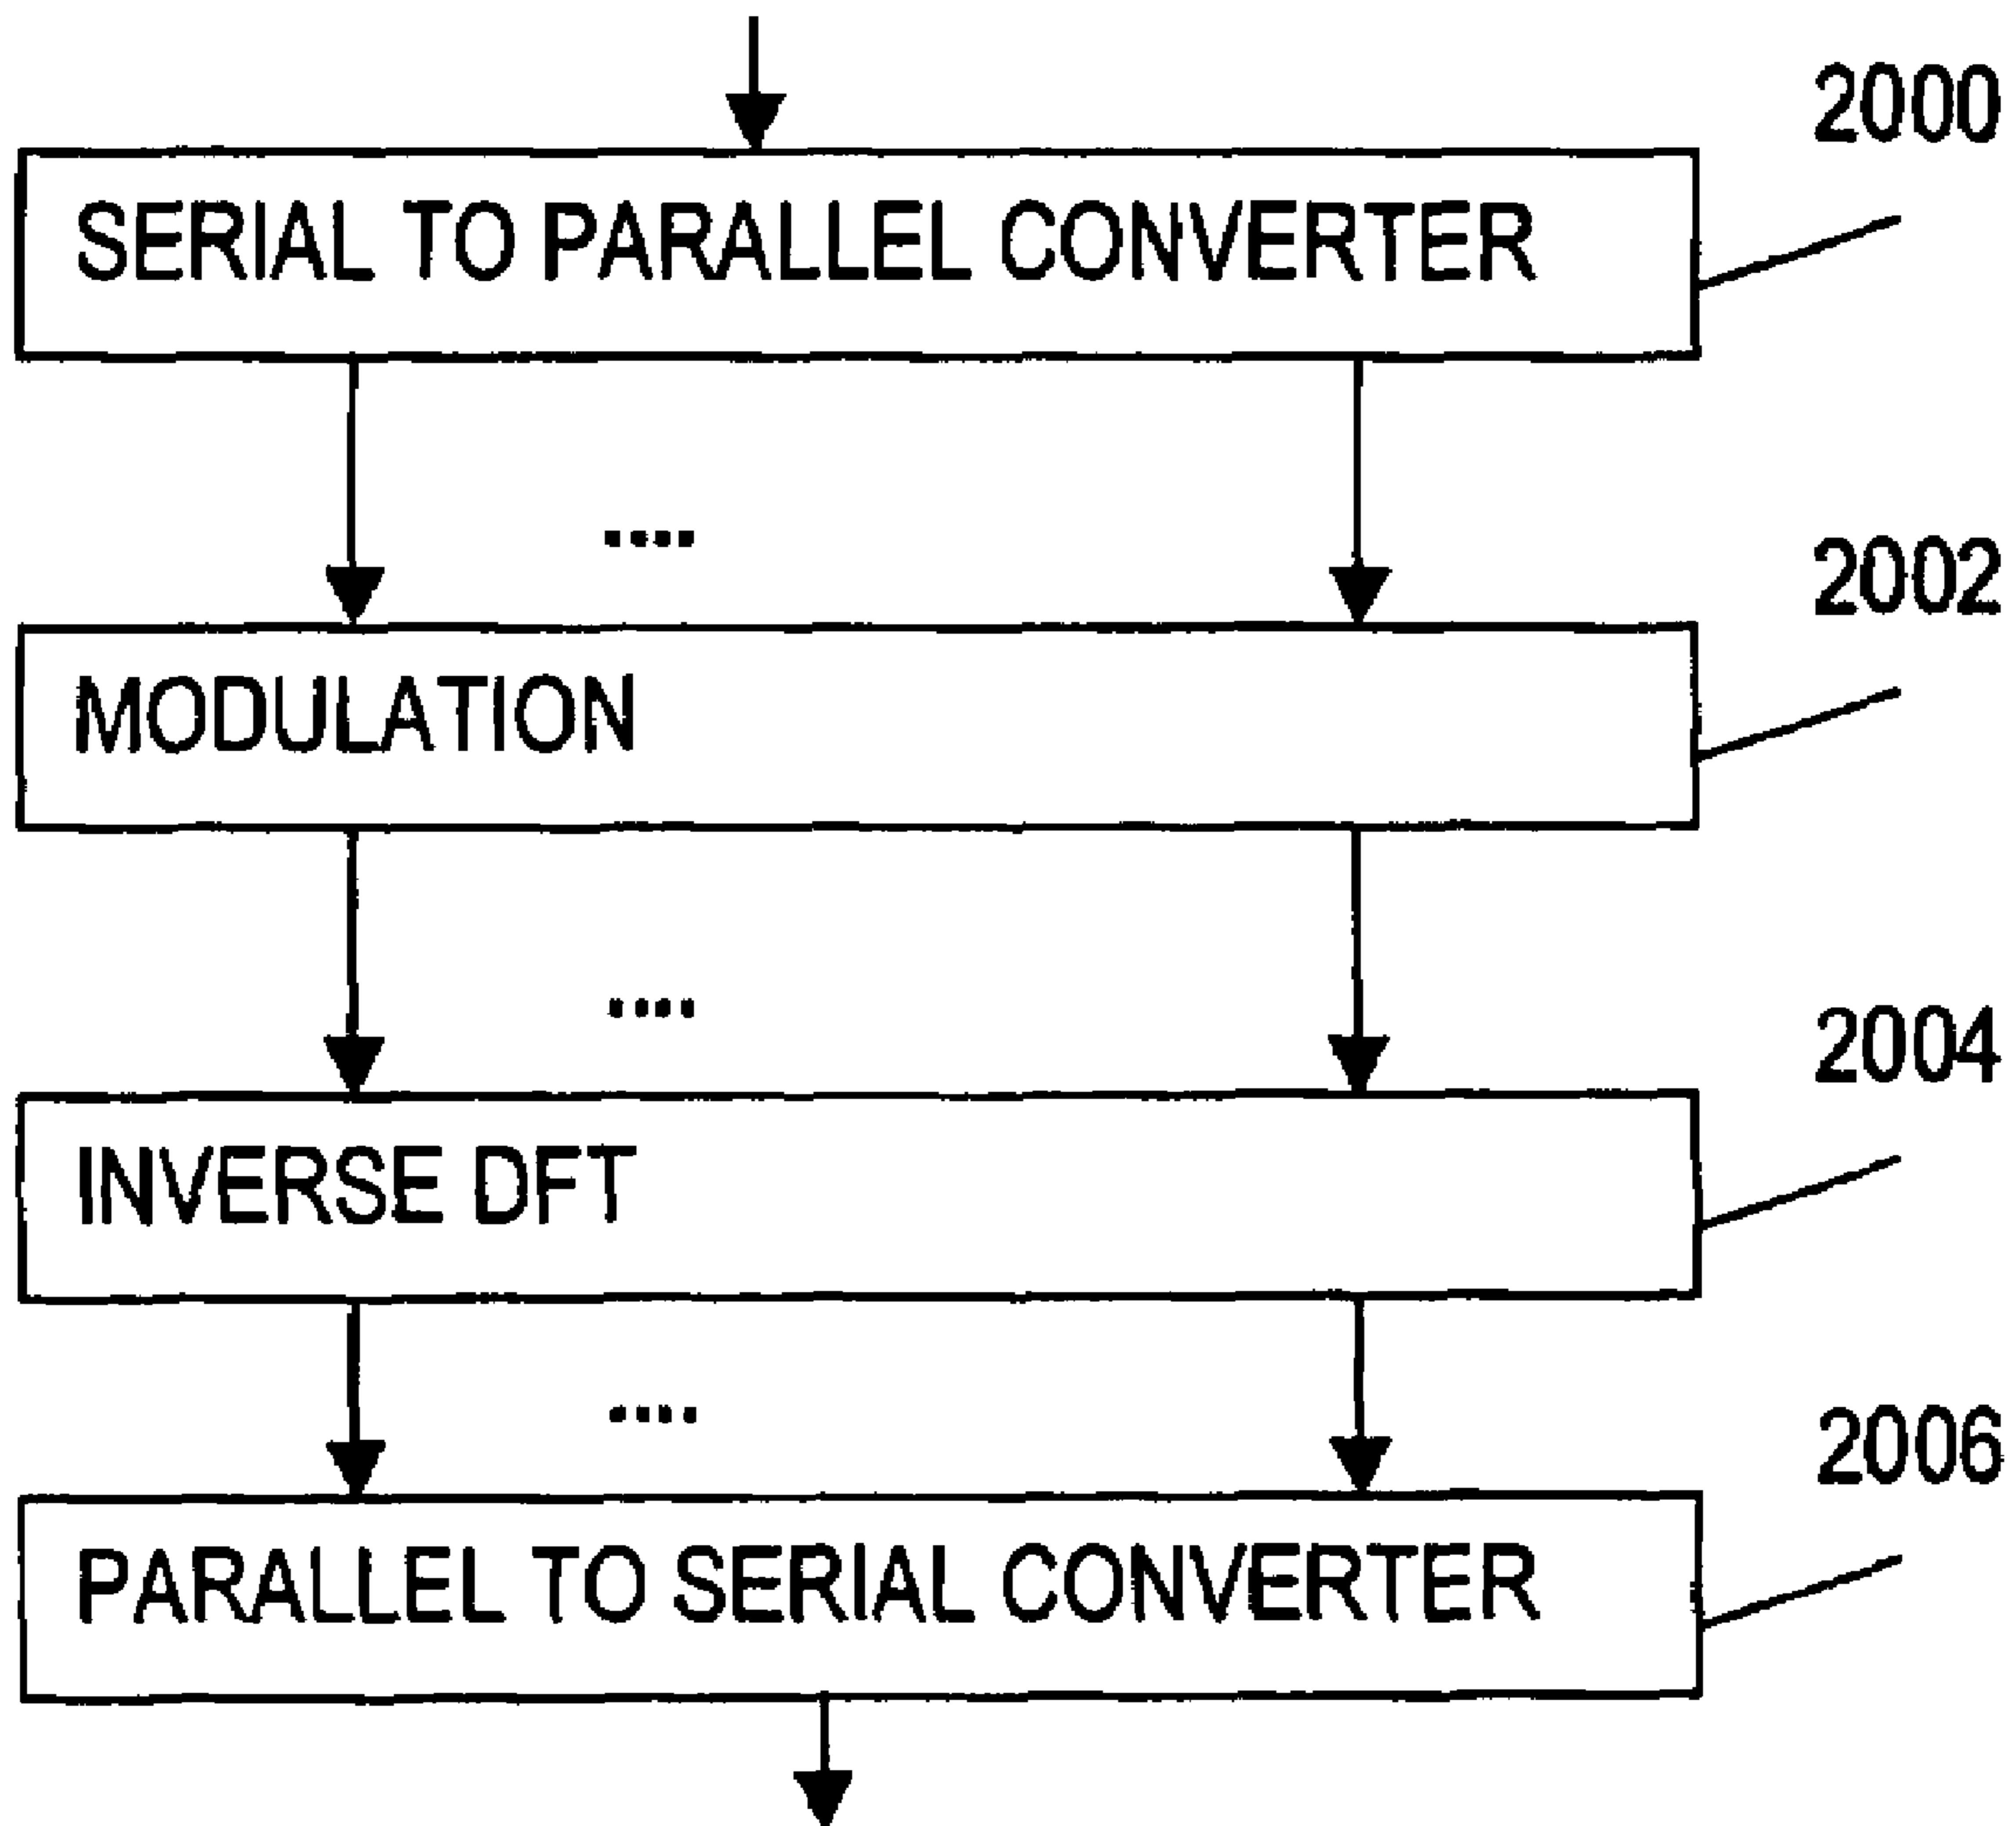 2000
SERIAL TO PARALLEL CONVERTER
....
2002
MODULATION
....
2004
INVERSE DFT
....
2006
PARALLEL TO SERIAL CONVERTER